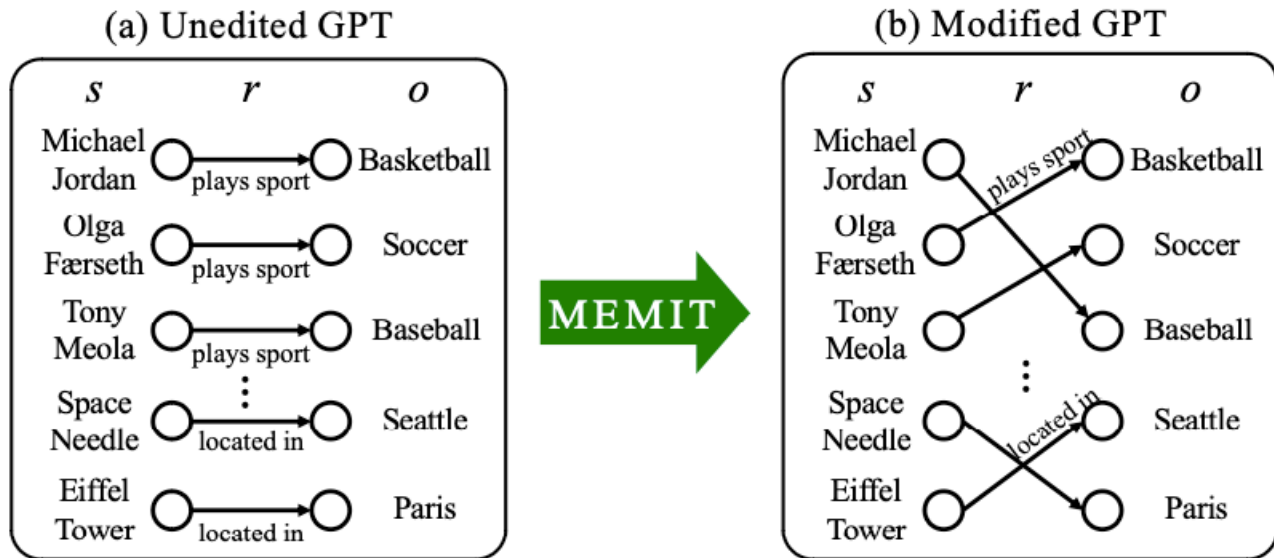 (a) Unedited GPT
s r o
Michael
Jordan
plays sport
Basketball
Olga
Færseth
plays sport
Soccer
Tony
Meola
plays sport
Baseball
⋮
Space
Needle
located in
Seattle
Eiffel
Tower
located in
Paris
MEMIT
(b) Modified GPT
s r o
Michael
Jordan
plays sport
Basketball
Olga
Færseth
Soccer
Tony
Meola
Baseball
⋮
Space
Needle
located in
Seattle
Eiffel
Tower
Paris